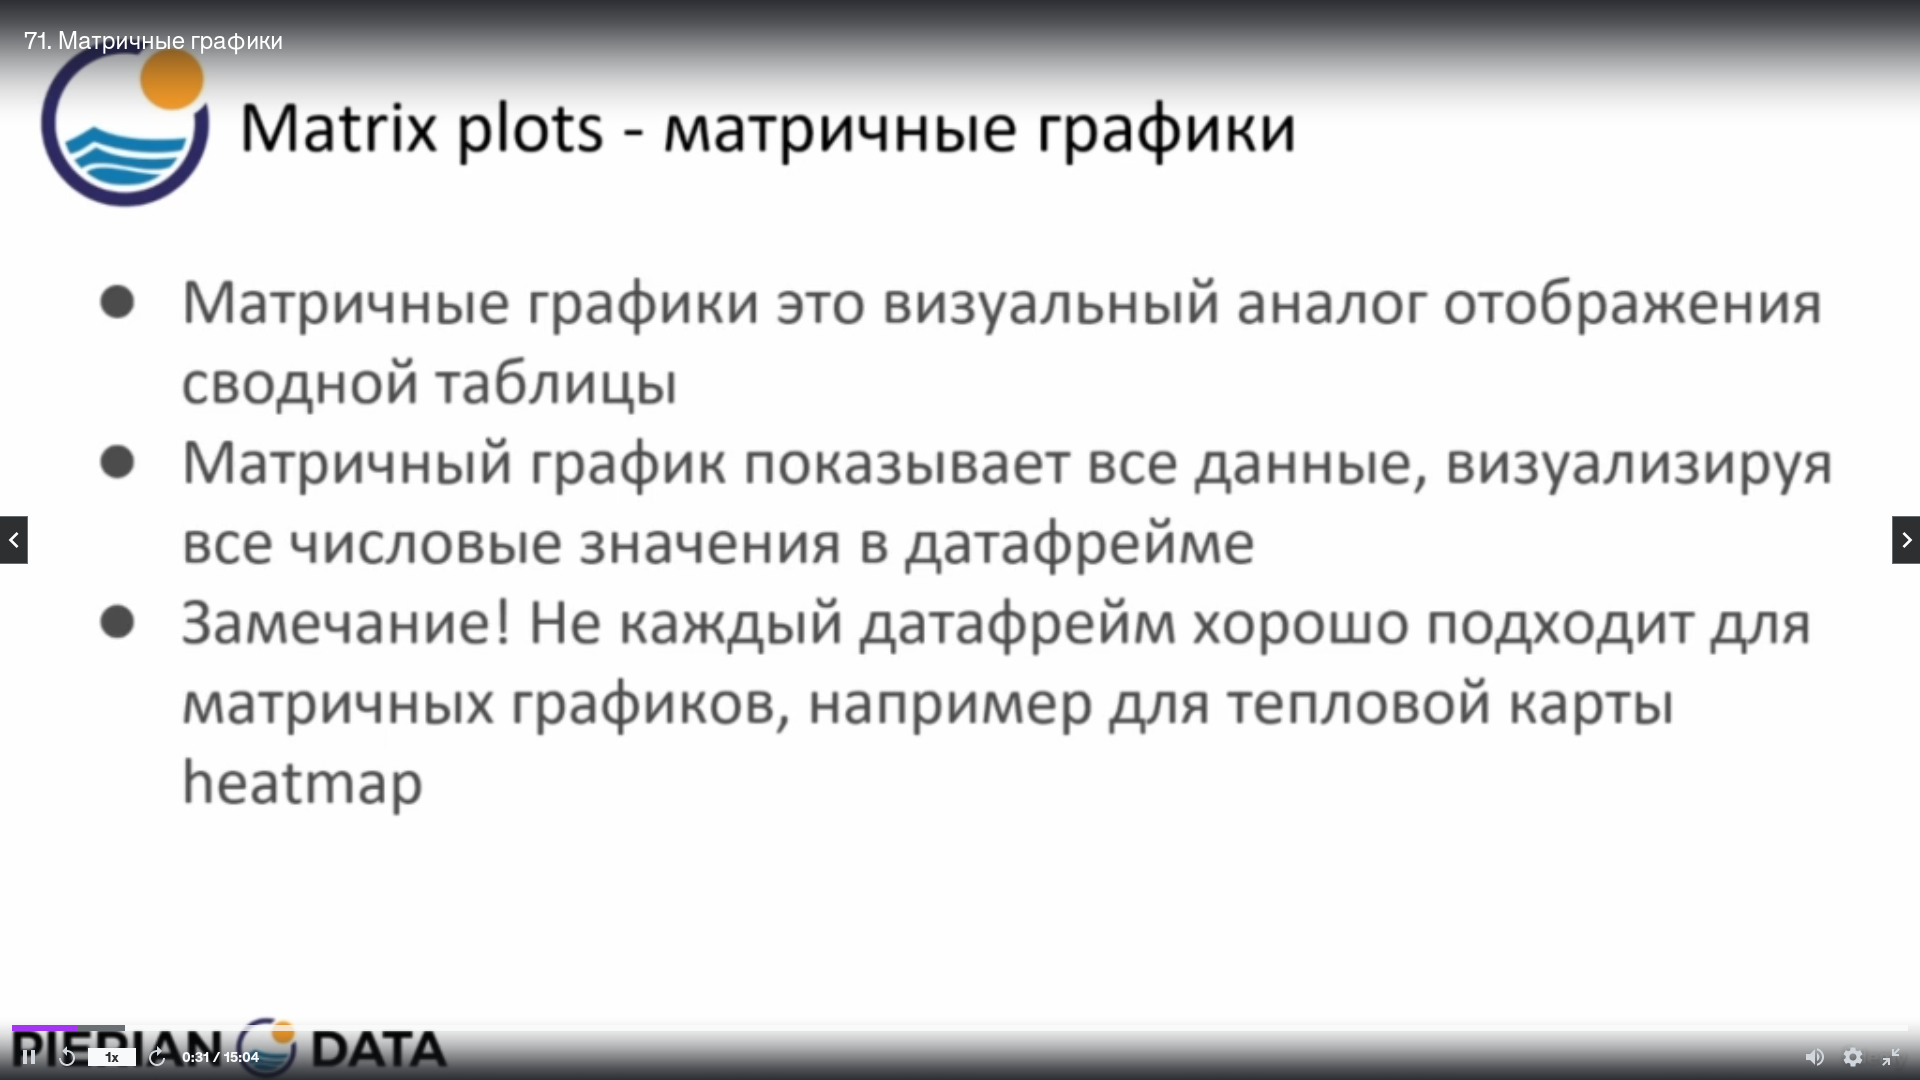 71. Матричные графики
Matrix plots - матричные графики
● Матричные графики это визуальный аналог отображения
сводной таблицы
● Матричный график показывает все данные, визуализируя
все числовые значения в датафрейме
● Замечание! Не каждый датафрейм хорошо подходит для
матричных графиков, например для тепловой карты
heatmap
PIERIAN DATA
1x 0:31 / 15:04